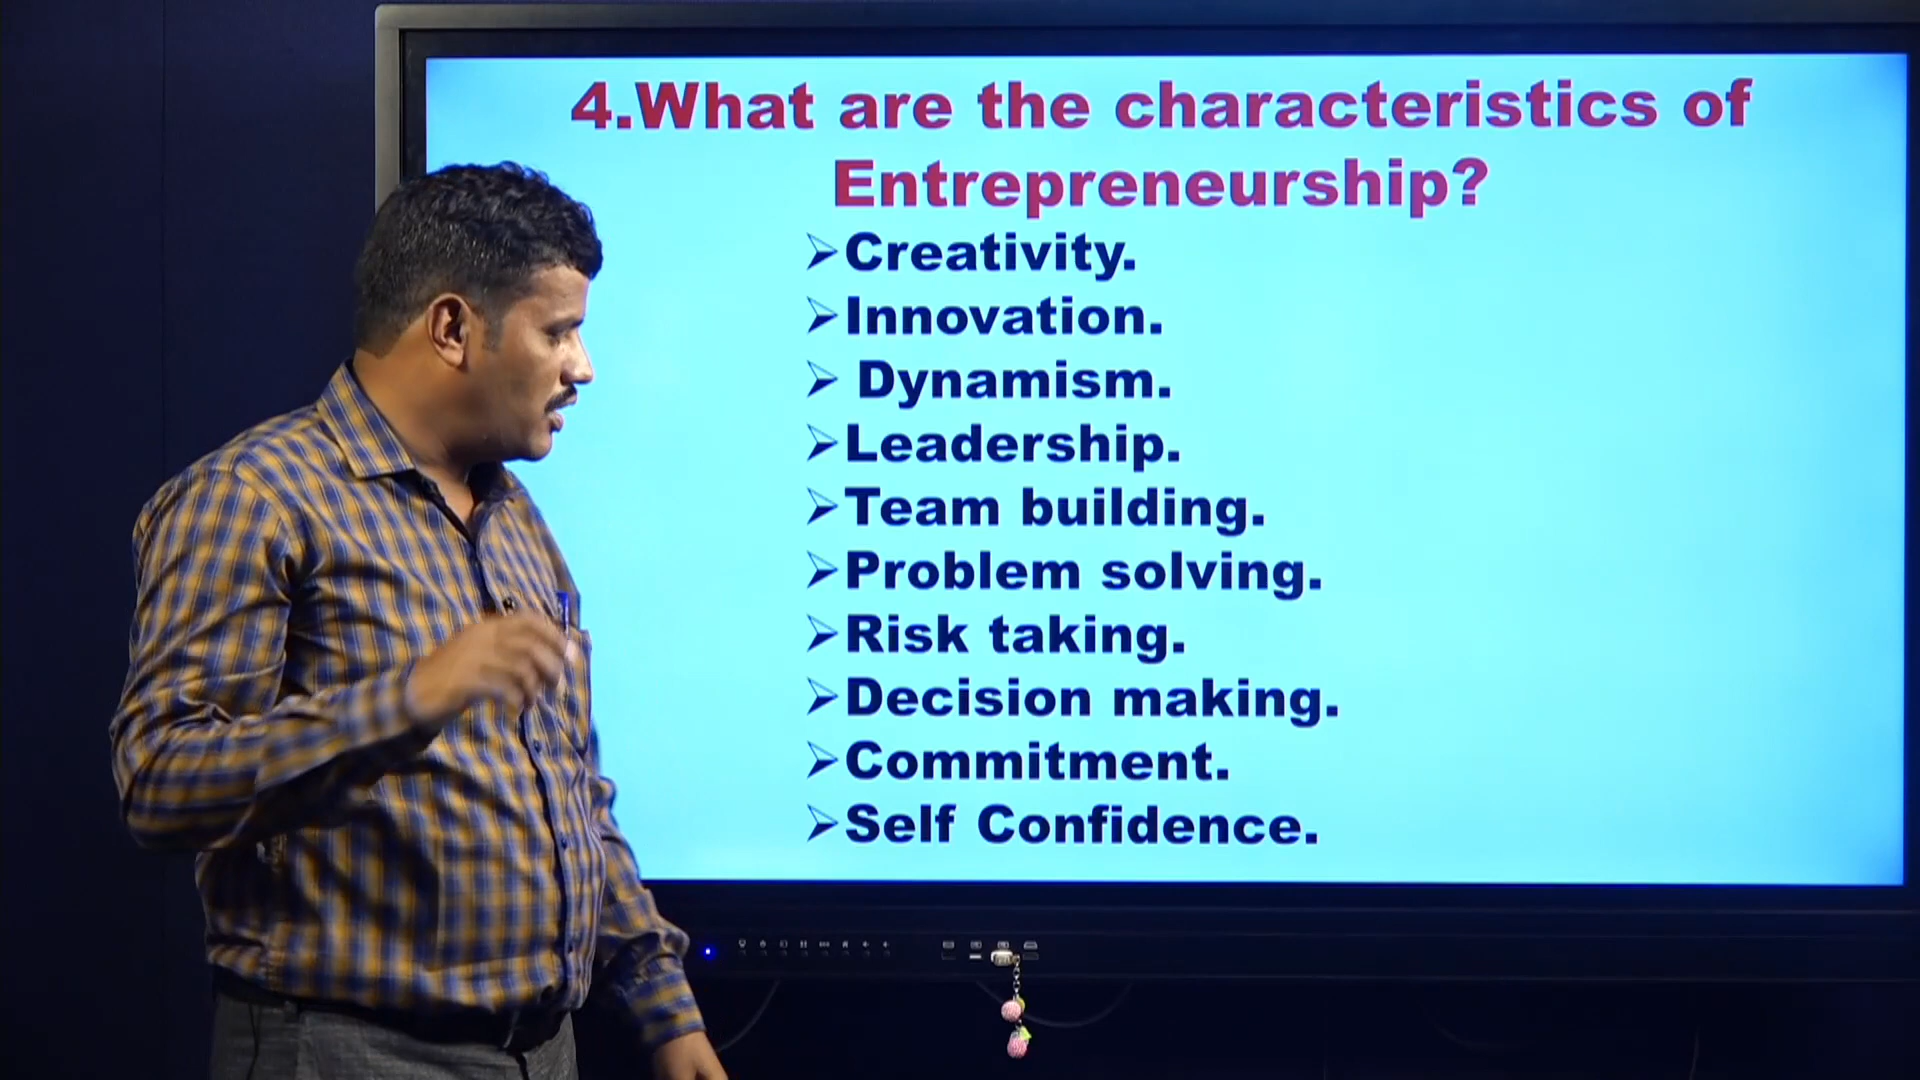 4.What are the characteristics of
Entrepreneurship?
➢Creativity.
➢Innovation.
➢ Dynamism.
➢Leadership.
➢Team building.
➢Problem solving.
➢Risk taking.
➢Decision making.
➢Commitment.
➢Self Confidence.